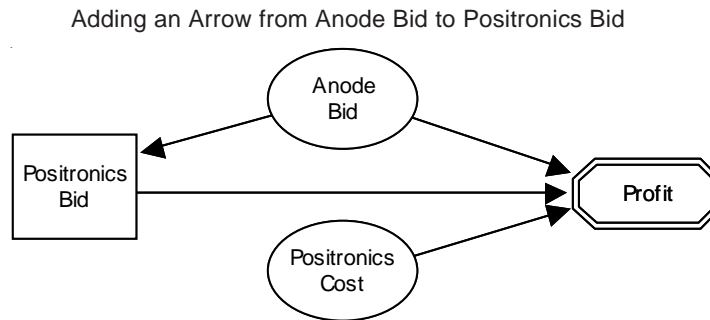 Adding an Arrow from Anode Bid to Positronics Bid
Anode
Bid
Positronics
Bid
Profit
Positronics
Cost